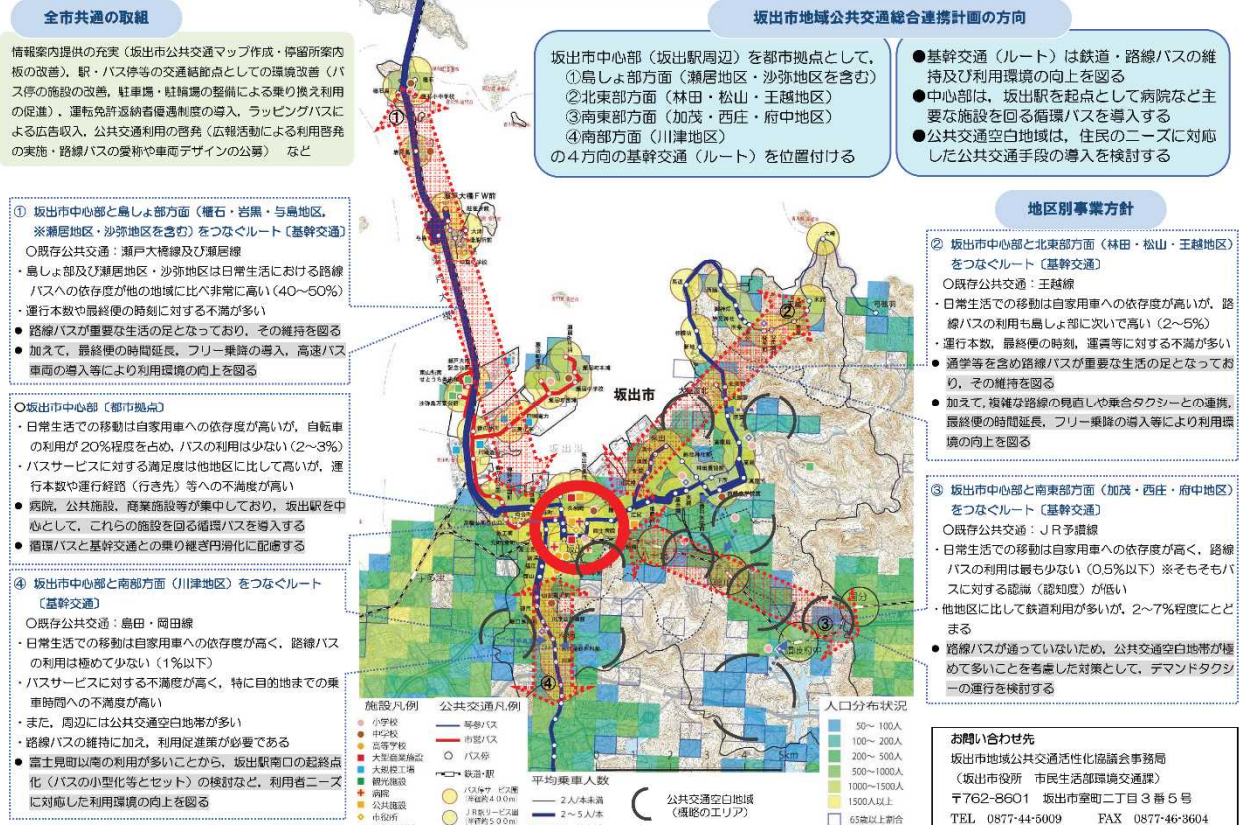 全市共通の取組
情報案内提供の充実(坂出市公共交通マップ作成・停留所案内
板の改善),駅・バス停等の交通結節点としての環境改善(バ
ス停の施設の改善,駐車場・駐輪場の整備による乗り換え利用
の促進),運転免許返納者優遇制度の導入,ラッピングバスに
よる広告収入,公共交通利用の啓発(広報活動による利用啓発
の実施・路線バスの愛称や車両デザインの公募) など
坂出市地域公共交通総合連携計画の方向
坂出市中心部(坂出駅周辺)を都市拠点として,
①島しょ部方面(瀬居地区・沙弥地区を含む)
②北東部方面(林田・松山・王越地区)
③南東部方面(加茂・西庄・府中地区)
④南部方面(川津地区)
の4方向の基幹交通(ルート)を位置付ける
●基幹交通(ルート)は鉄道・路線バスの維
持及び利用環境の向上を図る
●中心部は,坂出駅を起点として病院など主
要な施設を回る循環バスを導入する
●公共交通空白地域は,住民のニーズに対応
した公共交通手段の導入を検討する
① 坂出市中心部と島しょ部方面(櫃石・岩黒・与島地区,
※瀬居地区・沙弥地区を含む)をつなぐルート〔基幹交通〕
○既存公共交通:瀬戸大橋線及び瀬居線
・島しょ部及び瀬居地区・沙弥地区は日常生活における路線
バスへの依存度が他の地域に比べ非常に高い(40~50%)
・運行本数や最終便の時刻に対する不満が多い
● 路線バスが重要な生活の足となっており,その維持を図る
● 加えて,最終便の時間延長,フリー乗降の導入,高速バス
車両の導入等により利用環境の向上を図る
○坂出市中心部〔都市拠点〕
・日常生活での移動は自家用車への依存度が高いが,自転車
の利用が20%程度を占め,バスの利用は少ない(2~3%)
・バスサービスに対する満足度は他地区に比して高いが,運
行本数や運行経路(行き先)等への不満度が高い
● 病院,公共施設,商業施設等が集中しており,坂出駅を中
心として,これらの施設を回る循環バスを導入する
● 循環バスと基幹交通との乗り継ぎ円滑化に配慮する
④ 坂出市中心部と南部方面(川津地区)をつなぐルート
〔基幹交通〕
○既存公共交通:島田・岡田線
・日常生活での移動は自家用車への依存度が高く,路線バス
の利用は極めて少ない(1%以下)
・バスサービスに対する不満度が高く,特に目的地までの乗
車時間への不満度が高い
・また,周辺には公共交通空白地帯が多い
・路線バスの維持に加え,利用促進策が必要である
● 富士見町以南の利用が多いことから,坂出駅南口の起終点
化(バスの小型化等とセット)の検討など,利用者ニーズ
に対応した利用環境の向上を図る
地区別事業方針
② 坂出市中心部と北東部方面(林田・松山・王越地区)
をつなぐルート〔基幹交通〕
○既存公共交通:王越線
・日常生活での移動は自家用車への依存度が高いが,路
線バスの利用も島しょ部に次いで高い(2~5%)
・運行本数,最終便の時刻,運賃等に対する不満が多い
● 通学等を含め路線バスが重要な生活の足となってお
り,その維持を図る
● 加えて,複雑な路線の見直しや乗合タクシーとの連携,
最終便の時間延長,フリー乗降の導入等により利用環
境の向上を図る
③ 坂出市中心部と南東部方面(加茂・西庄・府中地区)
をつなぐルート〔基幹交通〕
○既存公共交通:JR予讃線
・日常生活での移動は自家用車への依存度が高く,路線
バスの利用は最も少ない(0.5%以下)※そもそもバ
スに対する認識(認知度)が低い
・他地区に比して鉄道利用が多いが,2~7%程度にとど
まる
● 路線バスが通っていないため,公共交通空白地帯が極
めて多いことを考慮した対策として,デマンドタクシ
ーの運行を検討する
坂出市
①
②
③
④
施設凡例
小学校
中学校
高等学校
大型商業施設
大規模工場
観光施設
病院
公共施設
市役所
公共交通凡例
琴参バス
市営バス
バス停
鉄道・駅
バス停サービス圏
(半径約400m)
JR駅サービス圏
(半径約500m)
平均乗車人数
2人/本未満
2~5人/本
公共交通空白地域
(概略のエリア)
人口分布状況
50~ 100人
100~ 200人
200~ 500人
500~1000人
1000~1500人
1500人以上
65歳以上割合
5km
お問い合わせ先
坂出市地域公共交通活性化協議会事務局
(坂出市役所 市民生活部環境交通課)
〒762-8601 坂出市室町二丁目3番5号
TEL 0877-44-5009 FAX 0877-46-3604